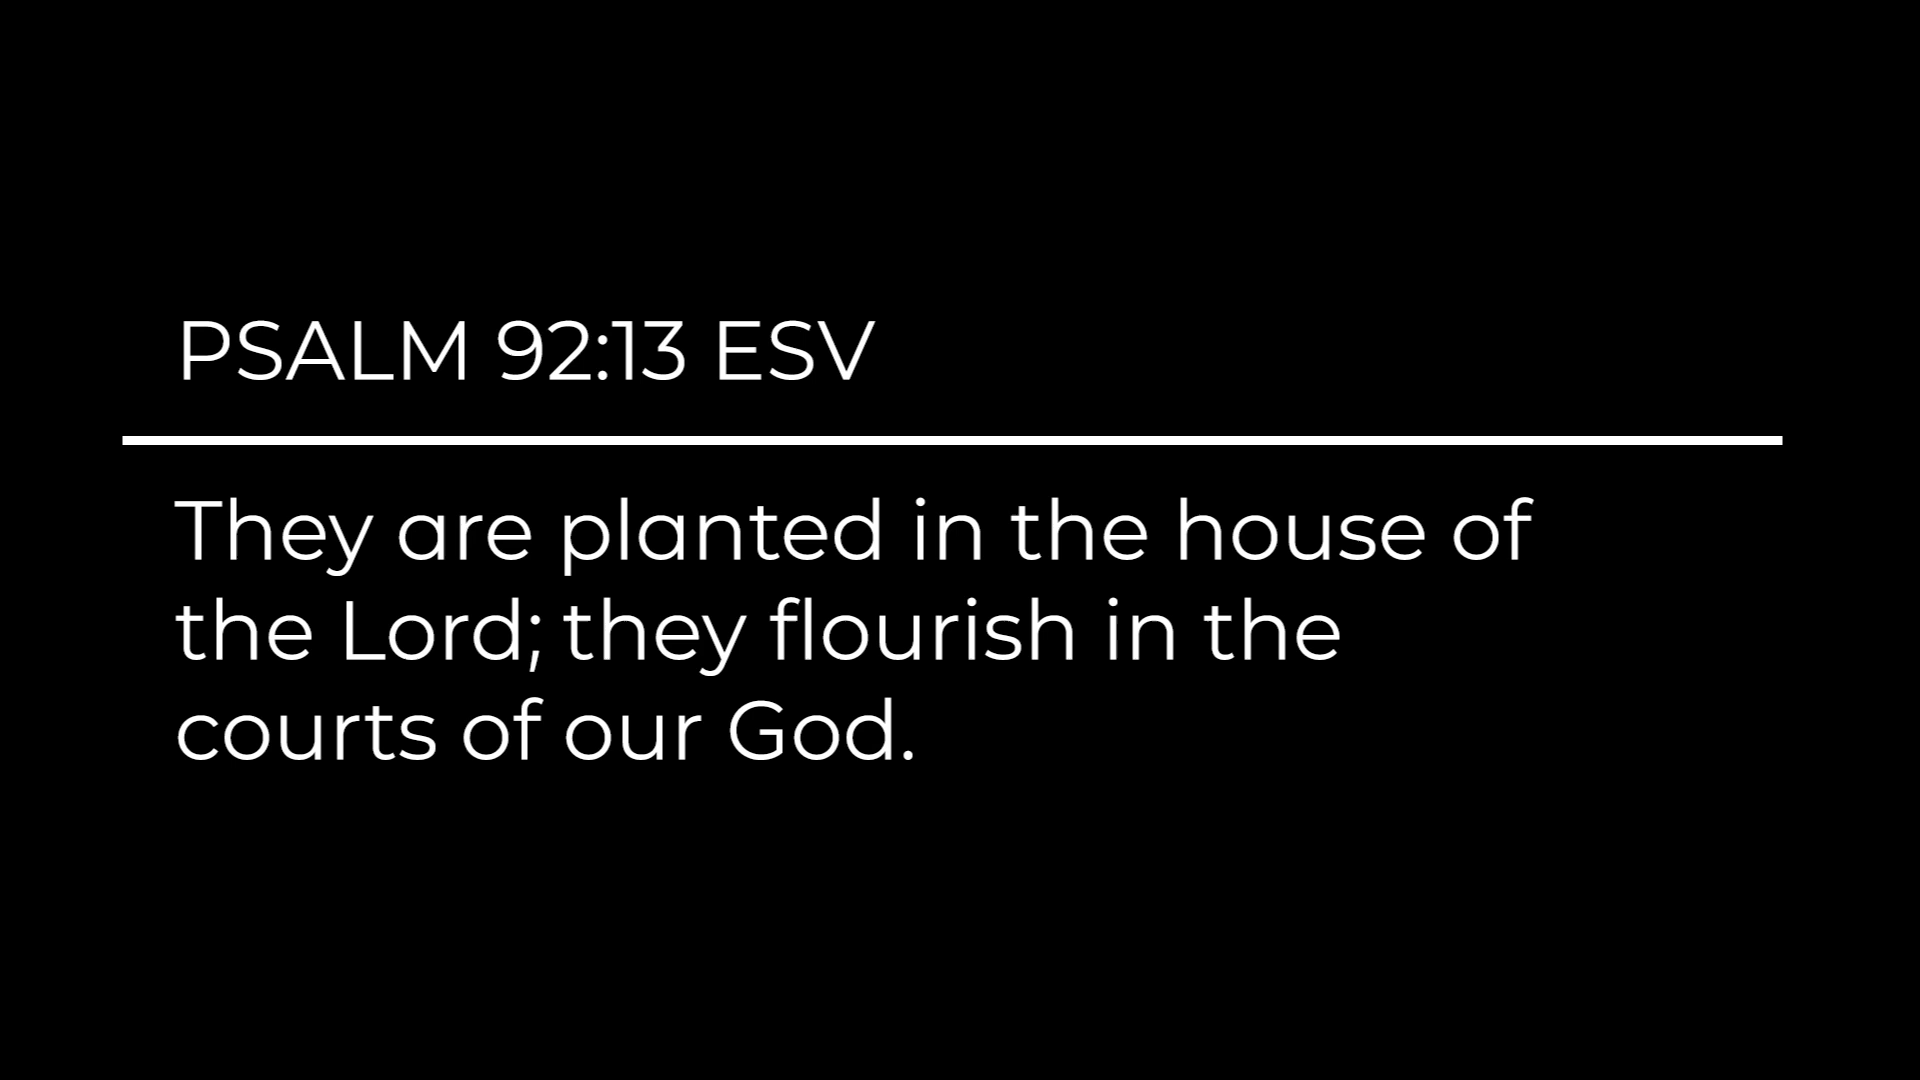 PSALM 92:13 ESV
They are planted in the house of
the Lord; they flourish in the
courts of our God.